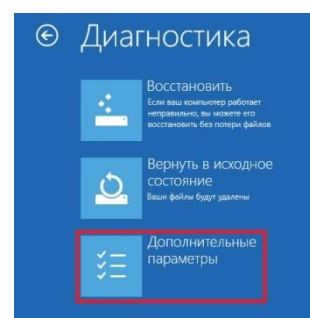 Диагностика
Восстановить
Если ваш компьютер работает
неправильно, вы можете его
восстановить без потери файлов
Вернуть в исходное
состояние
Ваши файлы будут удалены
Дополнительные
параметры